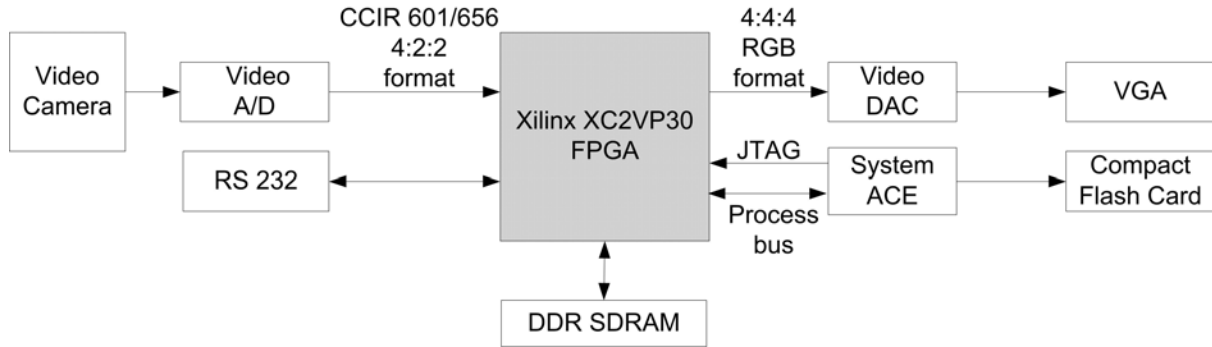 Video
Camera
Video
A/D
CCIR 601/656
4:2:2
format
Xilinx XC2VP30
FPGA
4:4:4
RGB
format
Video
DAC
VGA
RS 232
JTAG
Process
bus
System
ACE
Compact
Flash Card
DDR SDRAM